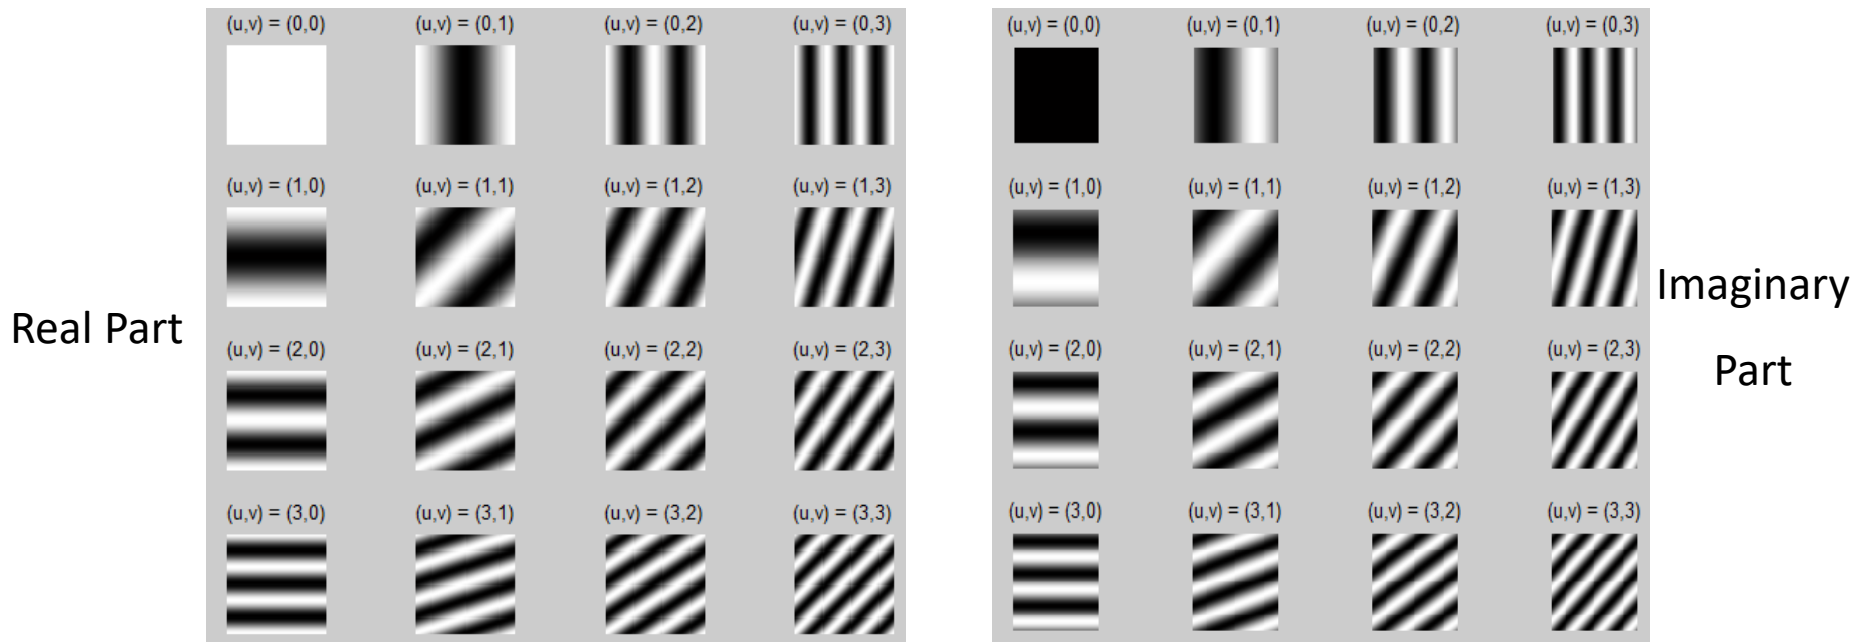 Real Part
(u,v) = (0,0) (u,v) = (0,1) (u,v) = (0,2) (u,v) = (0,3)
(u,v) = (1,0) (u,v) = (1,1) (u,v) = (1,2) (u,v) = (1,3)
(u,v) = (2,0) (u,v) = (2,1) (u,v) = (2,2) (u,v) = (2,3)
(u,v) = (3,0) (u,v) = (3,1) (u,v) = (3,2) (u,v) = (3,3)
(u,v) = (0,0) (u,v) = (0,1) (u,v) = (0,2) (u,v) = (0,3)
(u,v) = (1,0) (u,v) = (1,1) (u,v) = (1,2) (u,v) = (1,3)
(u,v) = (2,0) (u,v) = (2,1) (u,v) = (2,2) (u,v) = (2,3)
(u,v) = (3,0) (u,v) = (3,1) (u,v) = (3,2) (u,v) = (3,3)
Imaginary
Part